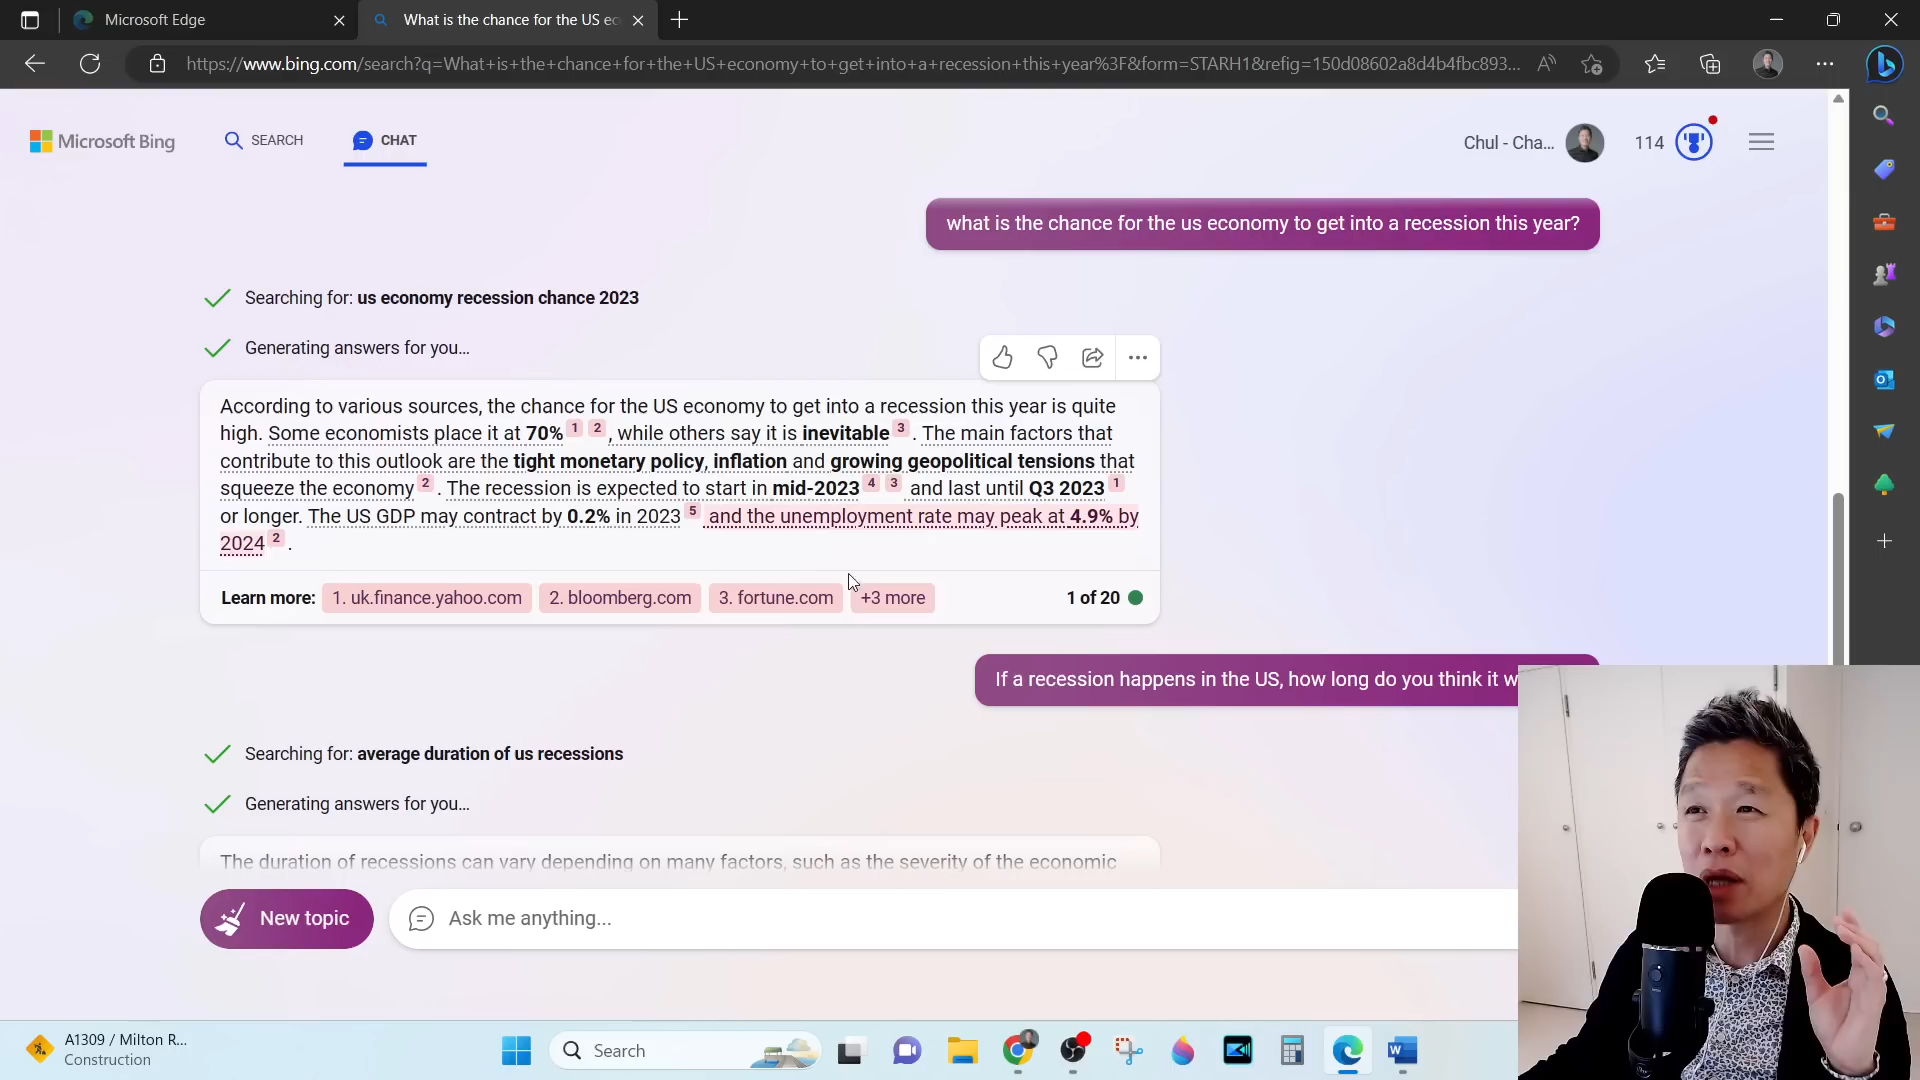 Microsoft Edge
What is the chance for the US ec
https://www.bing.com/search?q=What+is+the+chance+for+the+US+economy+to+get+into+a+recession+this+year%3F&form=STARH1&refig=150d08602a8d4b4fbc893...
Microsoft Bing
SEARCH
CHAT
Chul - Cha...
114
what is the chance for the us economy to get into a recession this year?
Searching for: us economy recession chance 2023
Generating answers for you...
According to various sources, the chance for the US economy to get into a recession this year is quite
high. Some economists place it at 70% 1 2 , while others say it is inevitable 3 . The main factors that
contribute to this outlook are the tight monetary policy, inflation and growing geopolitical tensions that
squeeze the economy 2 . The recession is expected to start in mid-2023 4 3 and last until Q3 2023 1
or longer. The US GDP may contract by 0.2% in 2023 5 and the unemployment rate may peak at 4.9% by
2024 2 .
Learn more: 1. uk.finance.yahoo.com 2. bloomberg.com 3. fortune.com +3 more 1 of 20
If a recession happens in the US, how long do you think it w
Searching for: average duration of us recessions
Generating answers for you...
The duration of recessions can vary depending on many factors, such as the severity of the economic
New topic
Ask me anything...
A1309 / Milton R...
Construction
Search